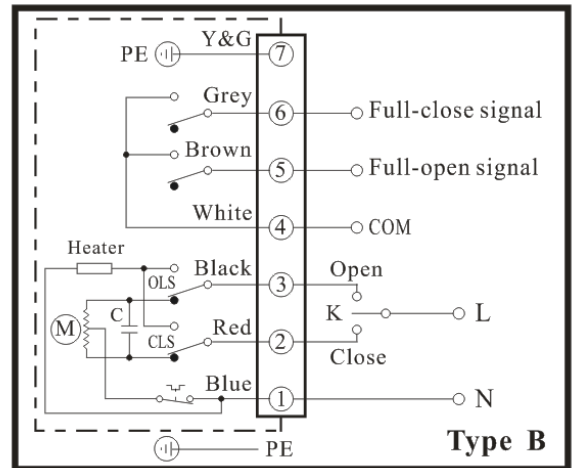 Y&G
PE
7
Grey
6
Full-close signal
Brown
5
Full-open signal
White
4
COM
Heater
OLS
Black
3
Open
C
K
L
M
CLS
Red
2
Close
Blue
1
N
PE
Type B